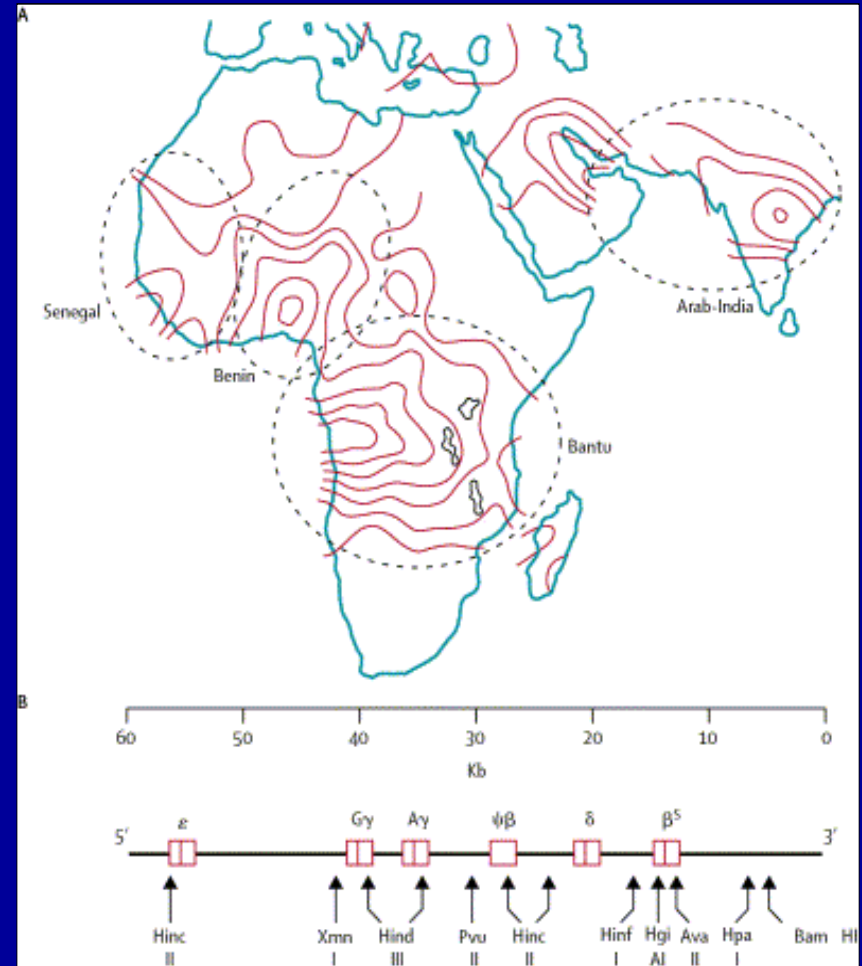 A
Senegal
Benin
Arab-India
Bantu
B
60 50 40 30 20 10 0
Kb
ε Gγ Aγ ψβ δ βS
5' 3'
Hinc Xmn Hind Pvu Hinc Hinf Hgi Ava Hpa Bam HI
II I III II II I AI II I